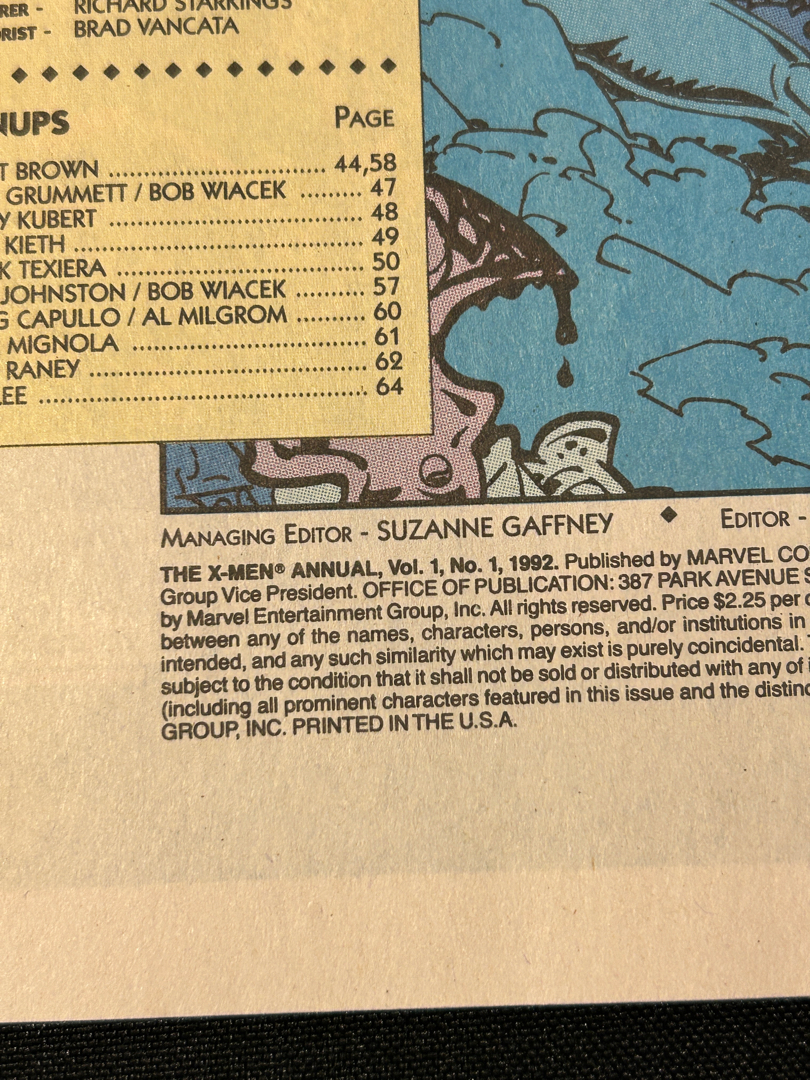 RER - RICHARD STARKINGS
ORIST - BRAD VANCATA
NUPS PAGE
T BROWN 44,58
GRUMMETT / BOB WIACEK 47
Y KUBERT 48
KIETH 49
K TEXIERA 50
JOHNSTON / BOB WIACEK 57
G CAPULLO / AL MILGROM 60
MIGNOLA 61
RANEY 62
LEE 64
MANAGING EDITOR - SUZANNE GAFFNEY ◆ EDITOR -
THE X-MEN® ANNUAL, Vol. 1, No. 1, 1992. Published by MARVEL CO
Group Vice President. OFFICE OF PUBLICATION: 387 PARK AVENUE S
by Marvel Entertainment Group, Inc. All rights reserved. Price $2.25 per c
between any of the names, characters, persons, and/or institutions in
intended, and any such similarity which may exist is purely coincidental. T
subject to the condition that it shall not be sold or distributed with any of i
(including all prominent characters featured in this issue and the distinc
GROUP, INC. PRINTED IN THE U.S.A.